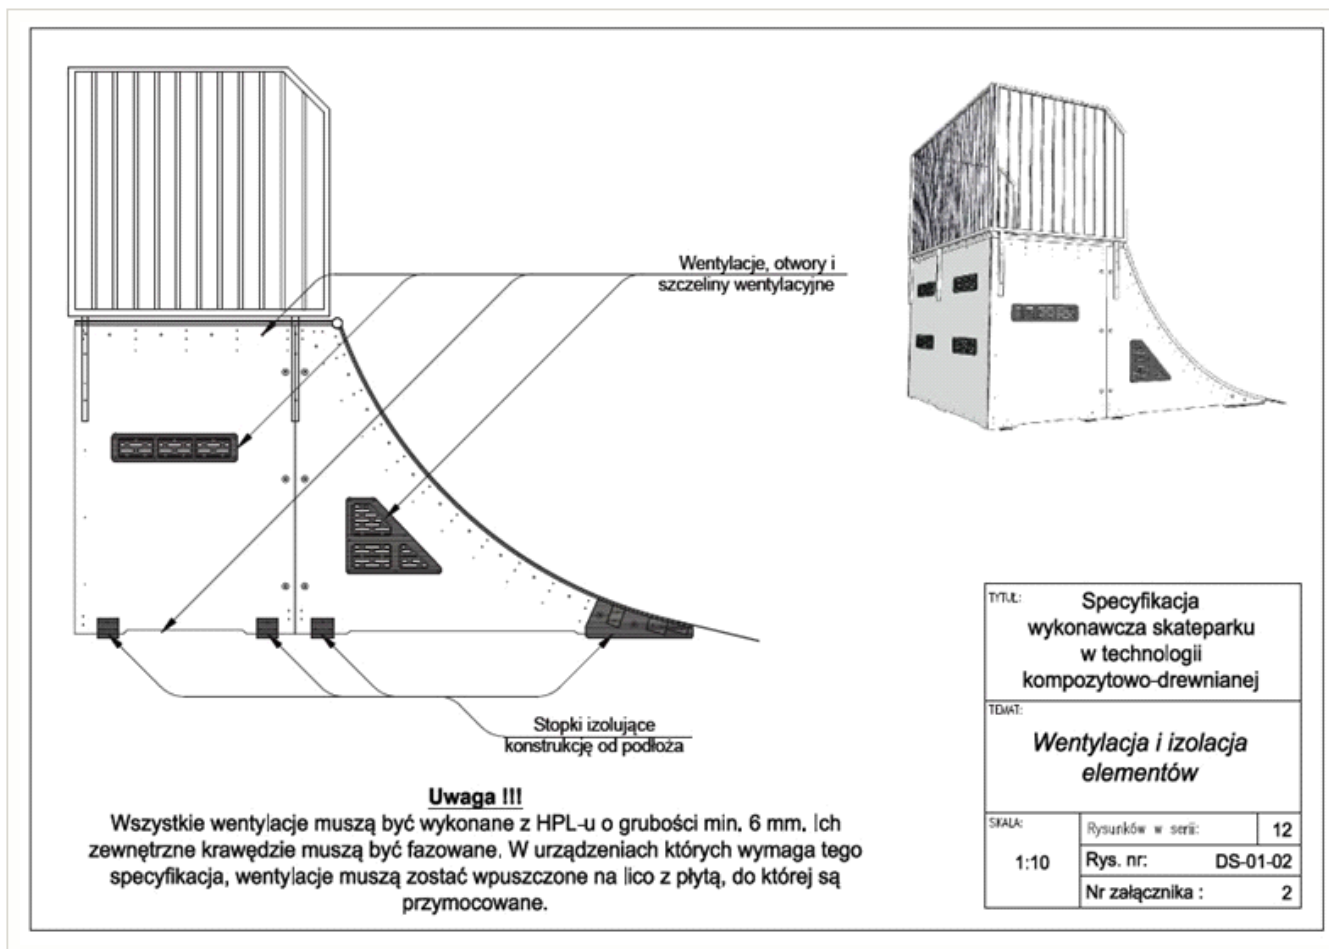 Wentylacje, otwory i
szczeliny wentylacyjne
Stopki izolujące
konstrukcję od podłoża
Uwaga !!!
Wszystkie wentylacje muszą być wykonane z HPL-u o grubości min. 6 mm. Ich
zewnętrzne krawędzie muszą być fazowane. W urządzeniach których wymaga tego
specyfikacja, wentylacje muszą zostać wpuszczone na lico z płytą, do której są
przymocowane.
TYTUŁ:
Specyfikacja
wykonawcza skateparku
w technologii
kompozytowo-drewnianej
TEMAT:
Wentylacja i izolacja
elementów
SKALA:
1:10
Rysunków w serii: 12
Rys. nr: DS-01-02
Nr załącznika : 2